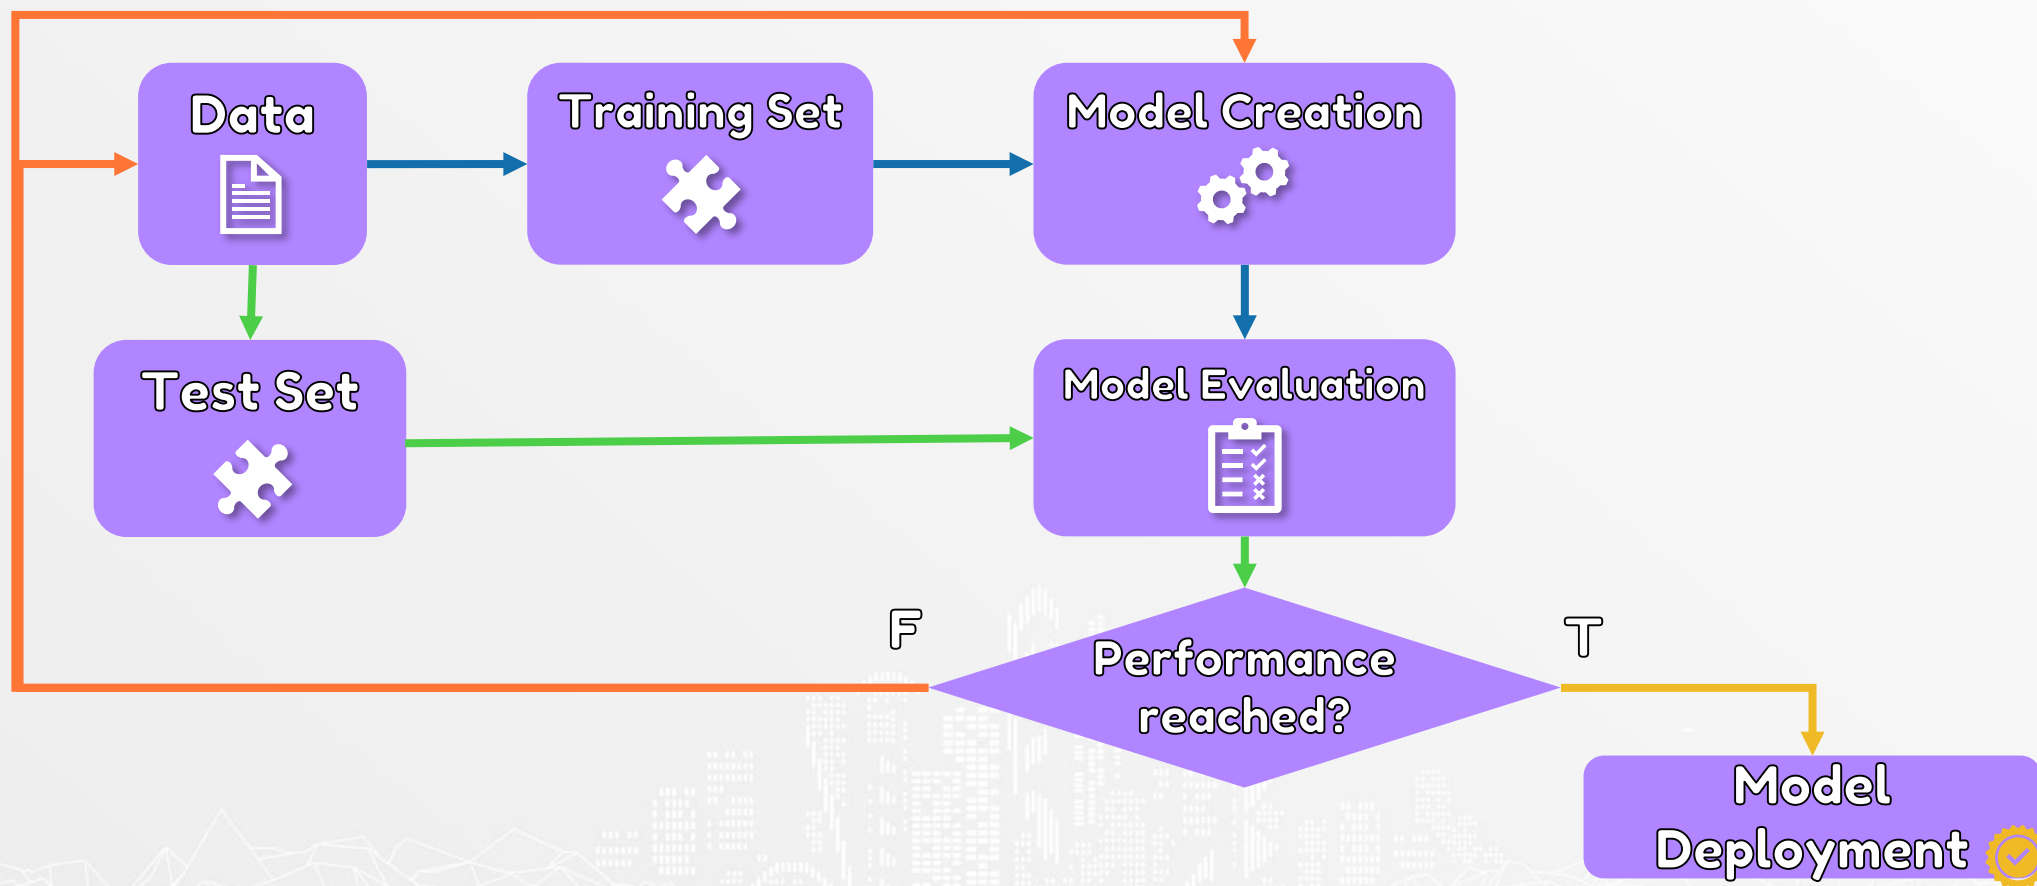 Data
Training Set
Model Creation
Test Set
Model Evaluation
F
T
Performance
reached?
Model
Deployment